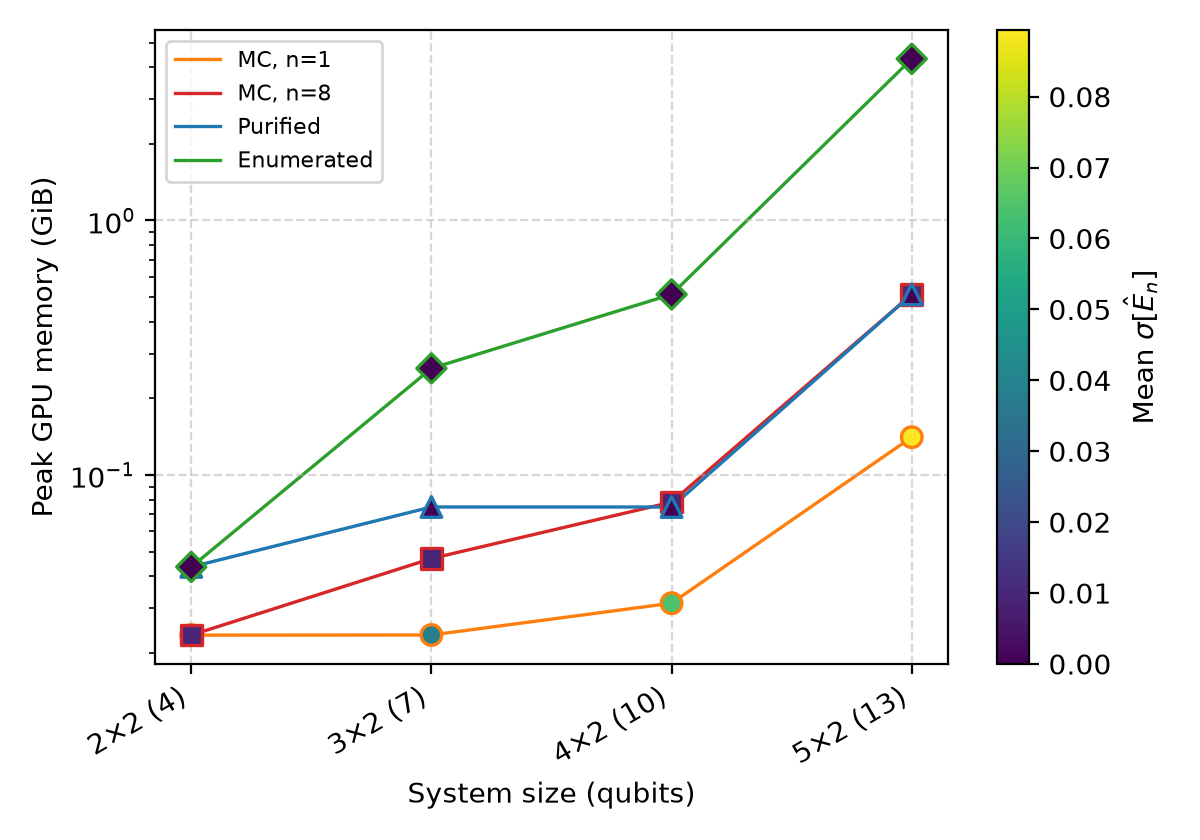 MC, n=1
MC, n=8
Purified
Enumerated
Peak GPU memory (GiB)
10⁰
10⁻¹
2×2 (4)
3×2 (7)
4×2 (10)
5×2 (13)
System size (qubits)
0.08
0.07
0.06
0.05
0.04
0.03
0.02
0.01
0.00
Mean σ[Ê_n]